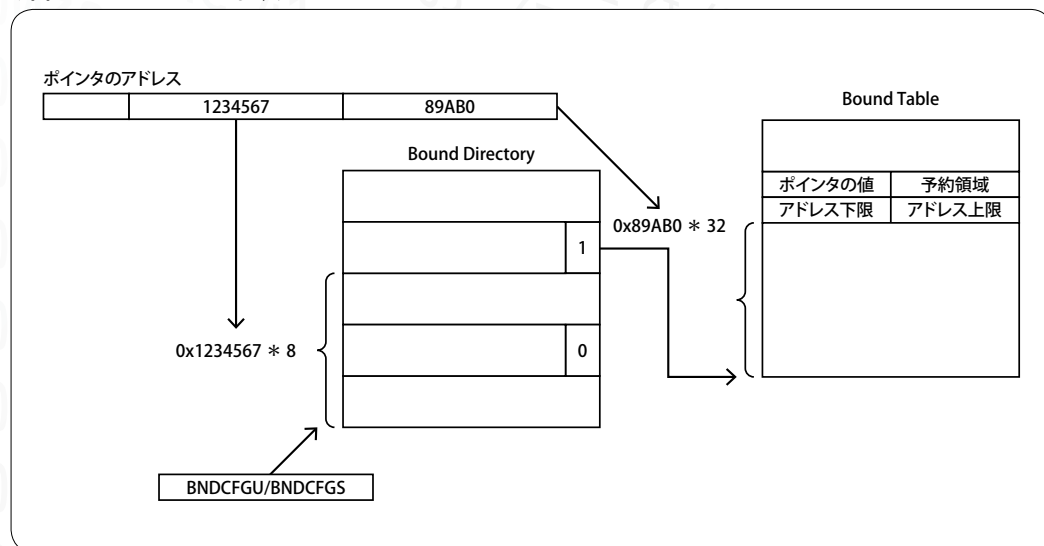 ポインタのアドレス
1234567 89AB0
Bound Table
Bound Directory
ポインタの値 予約領域
アドレス下限 アドレス上限
0x89AB0 * 32
1
0x1234567 * 8
0
BNDCFGU/BNDCFGS